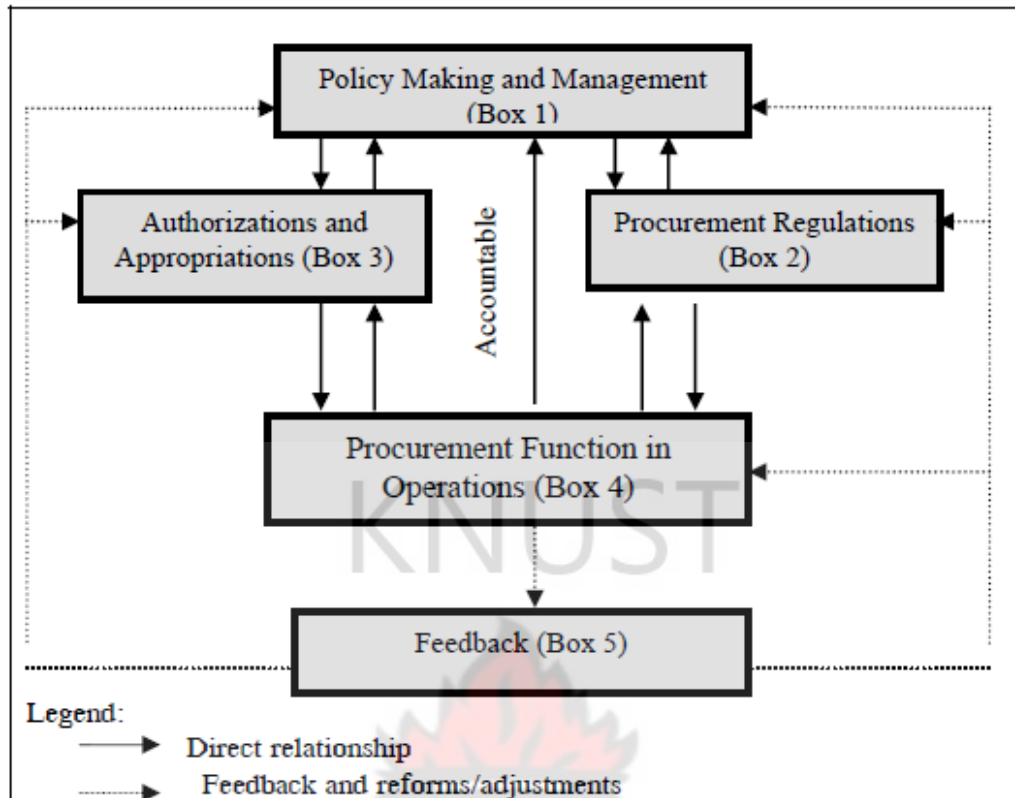 Policy Making and Management
(Box 1)
Authorizations and
Appropriations (Box 3)
Accountable
Procurement Regulations
(Box 2)
Procurement Function in
Operations (Box 4)
KNUST
Feedback (Box 5)
Legend:
Direct relationship
Feedback and reforms/adjustments